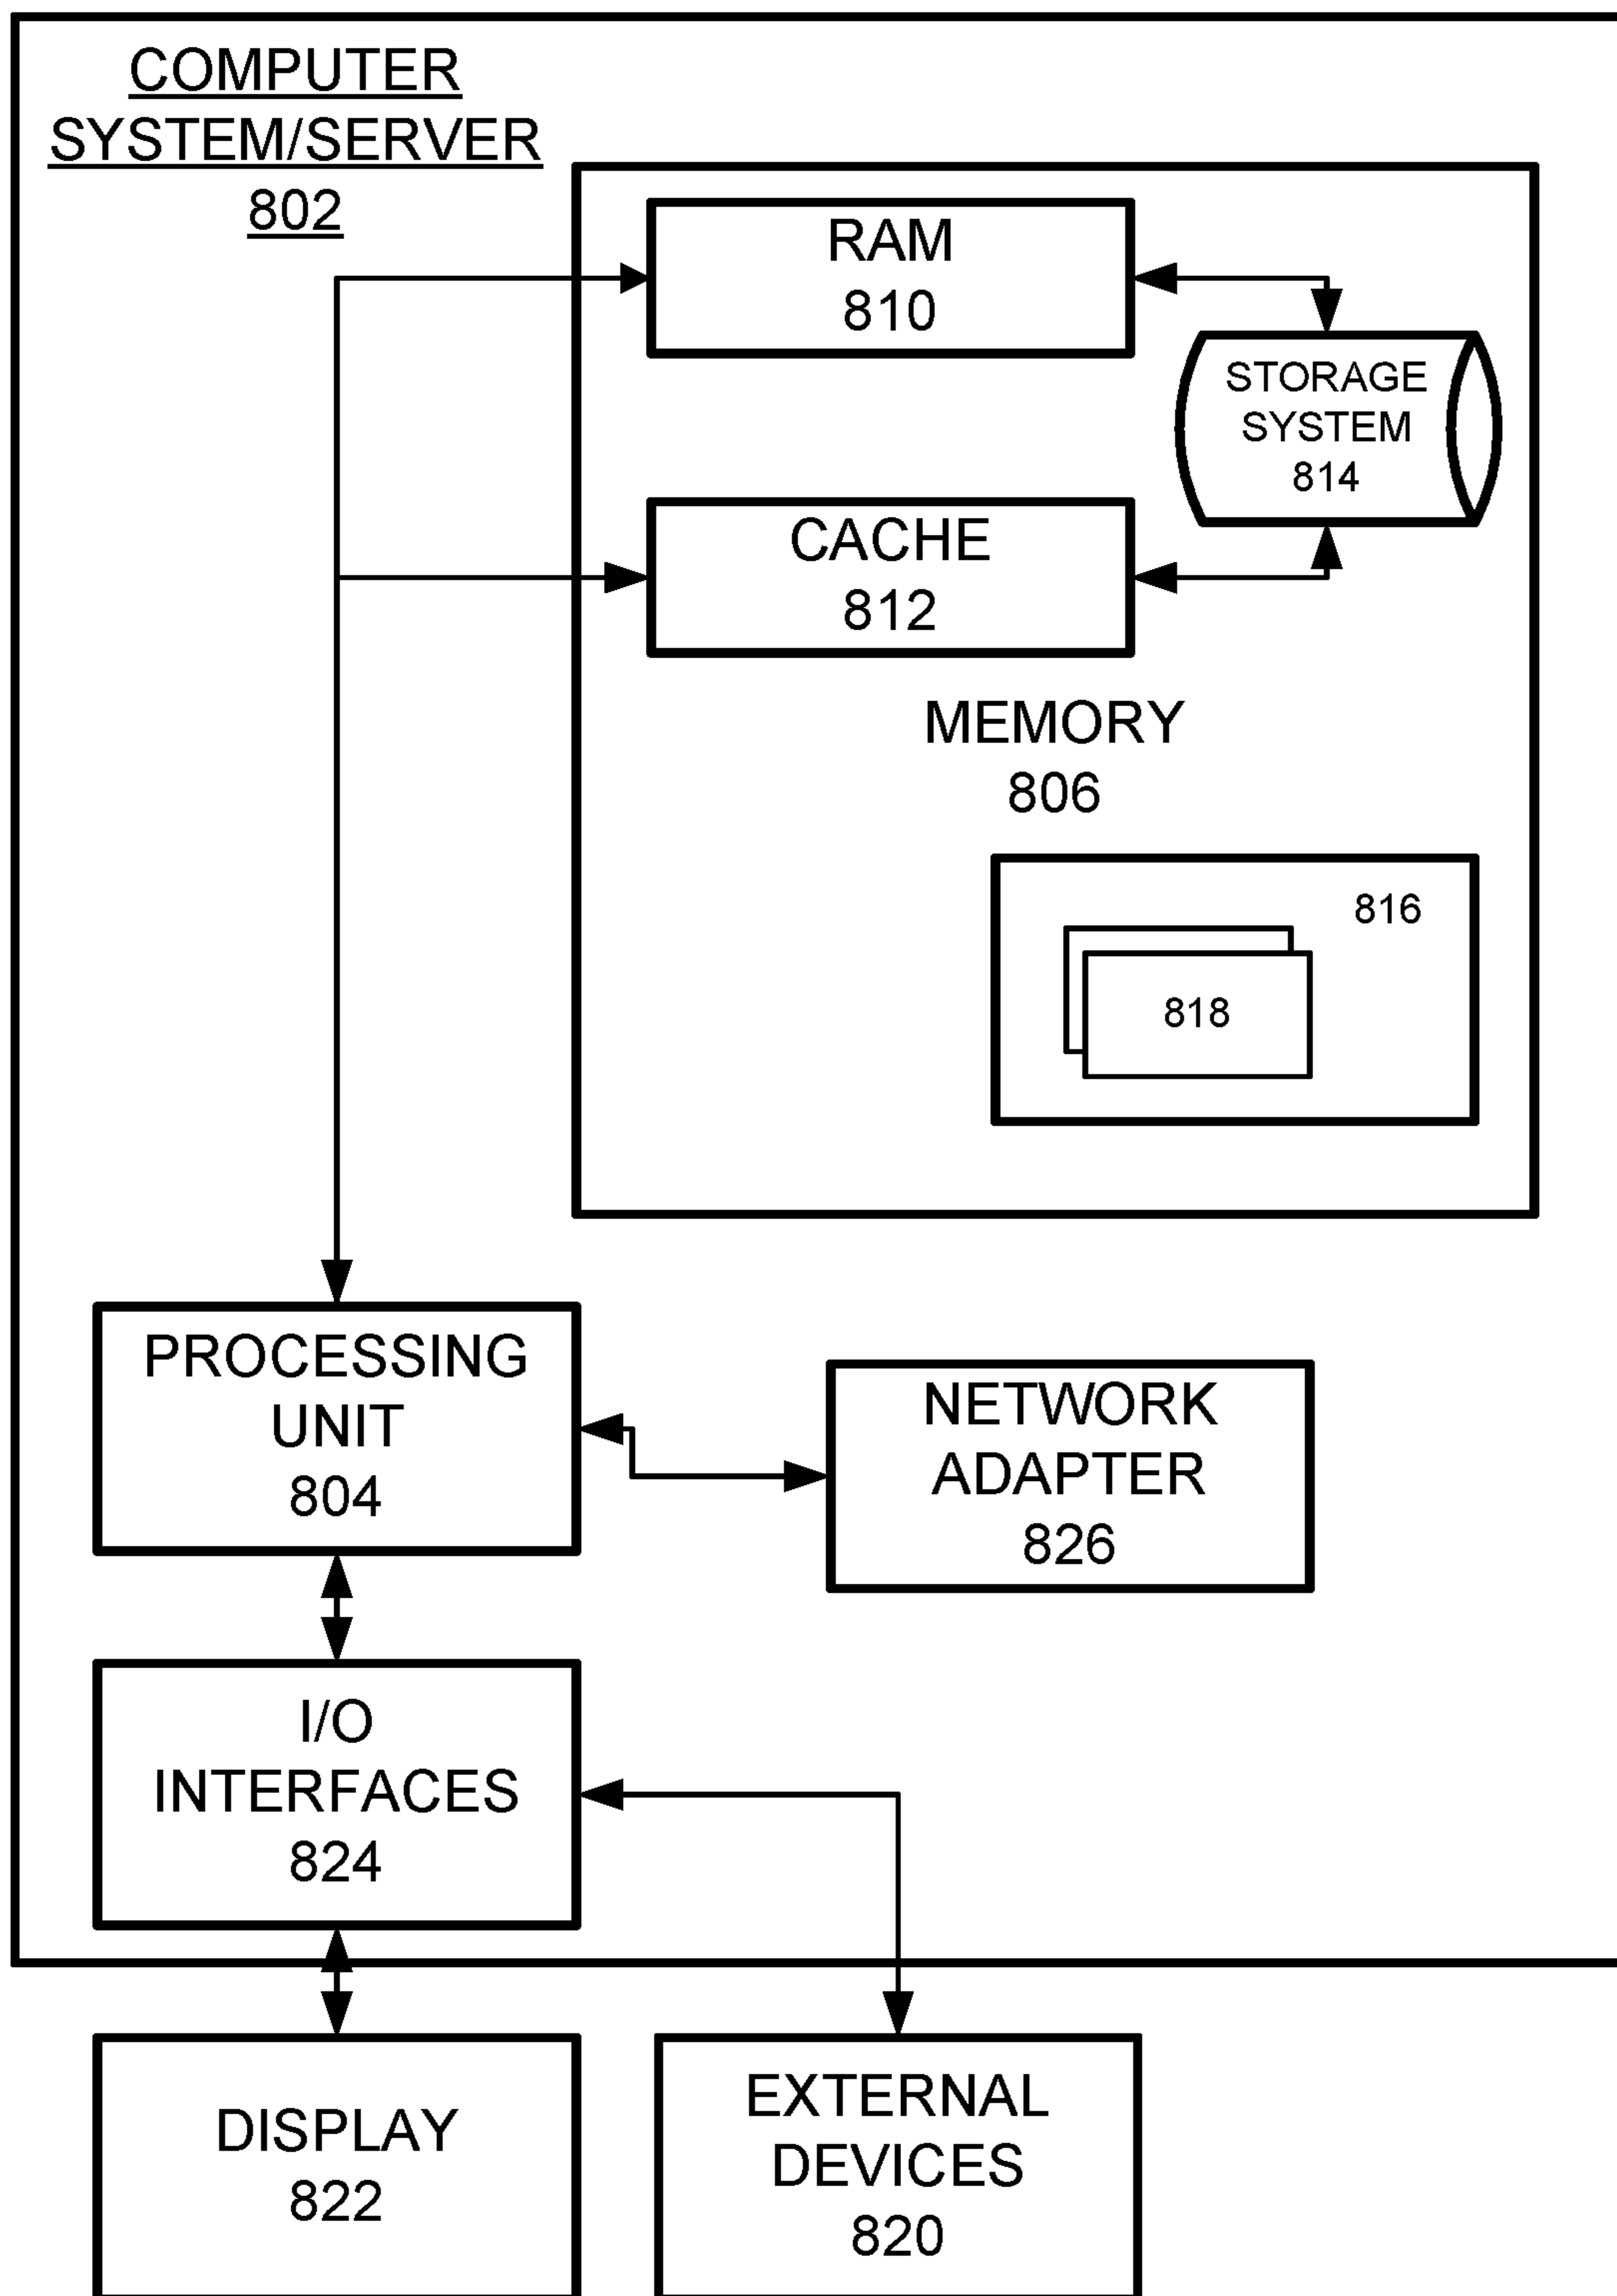 COMPUTER
SYSTEM/SERVER
802
RAM
810
STORAGE
SYSTEM
814
CACHE
812
MEMORY
806
816
818
PROCESSING
UNIT
804
NETWORK
ADAPTER
826
I/O
INTERFACES
824
DISPLAY
822
EXTERNAL
DEVICES
820